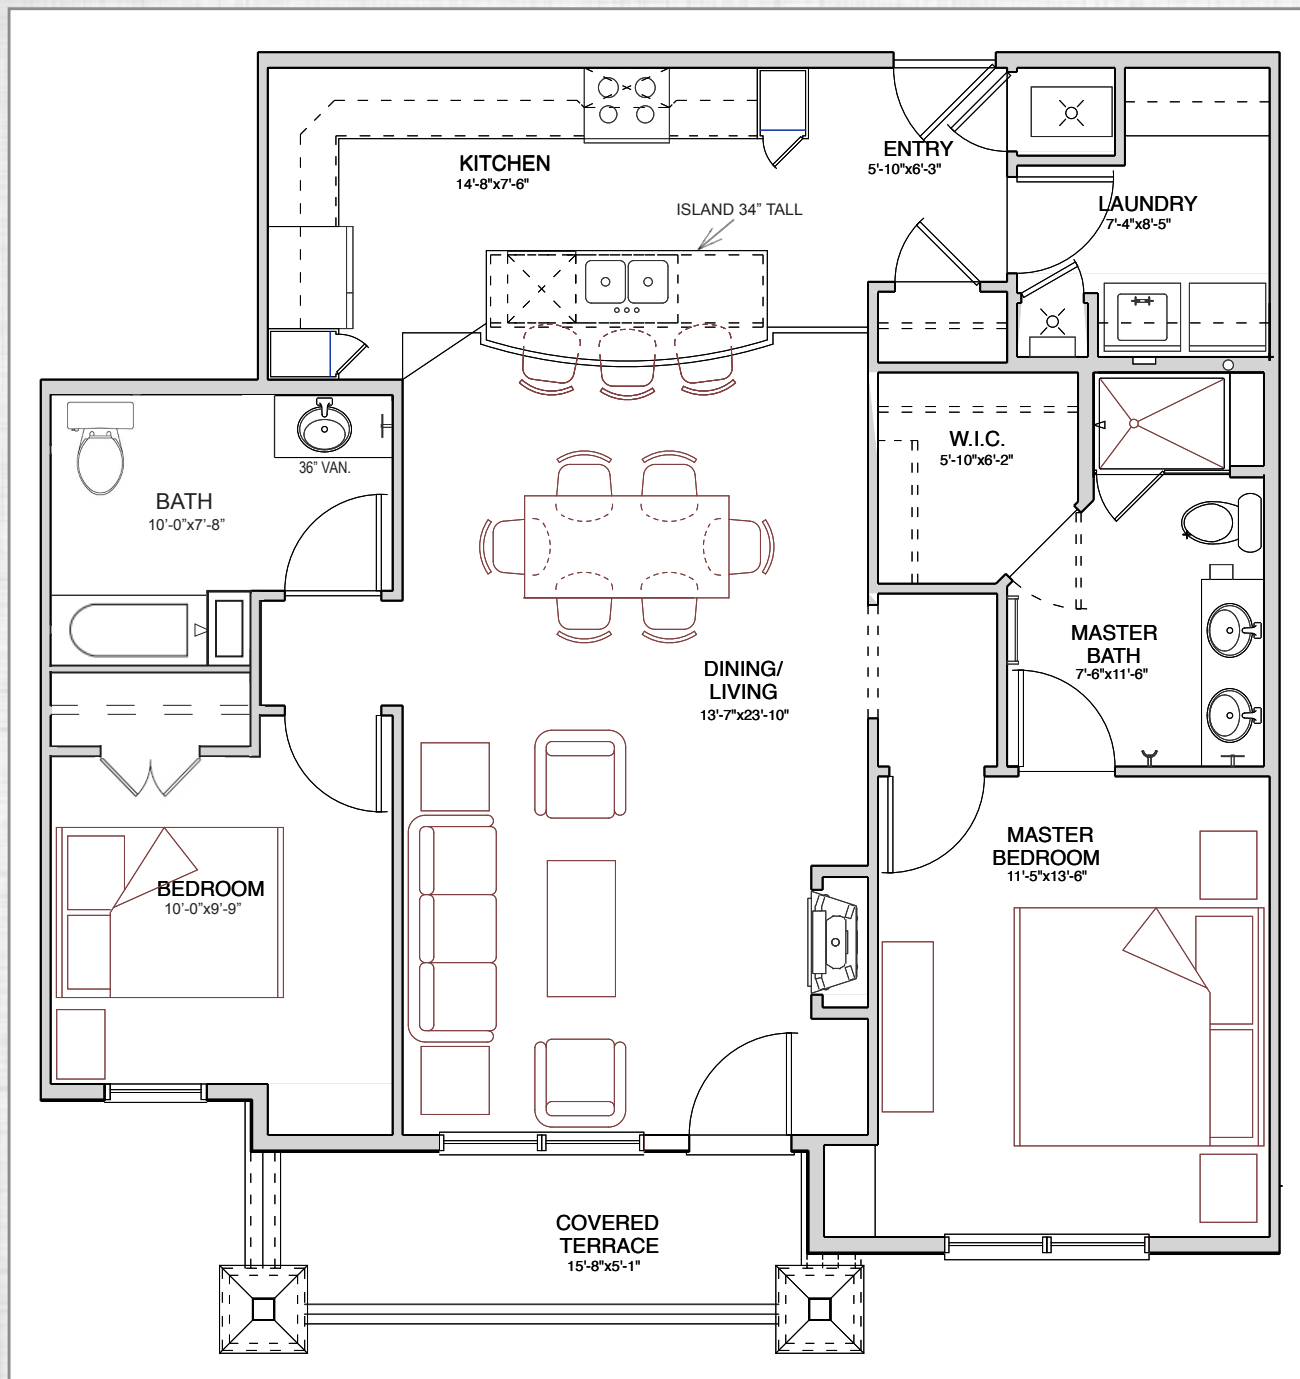 KITCHEN
14'-8"x7'-6"
ENTRY
5'-10"x6'-3"
LAUNDRY
7'-4"x8'-5"
ISLAND 34” TALL
W.I.C.
5'-10"x6'-2"
36” VAN.
BATH
10’-0”x7’-8”
MASTER
BATH
7'-6"x11'-6"
DINING/
LIVING
13'-7"x23'-10"
MASTER
BEDROOM
11'-5"x13'-6"
BEDROOM
10’-0”x9’-9”
COVERED
TERRACE
15'-8"x5'-1"